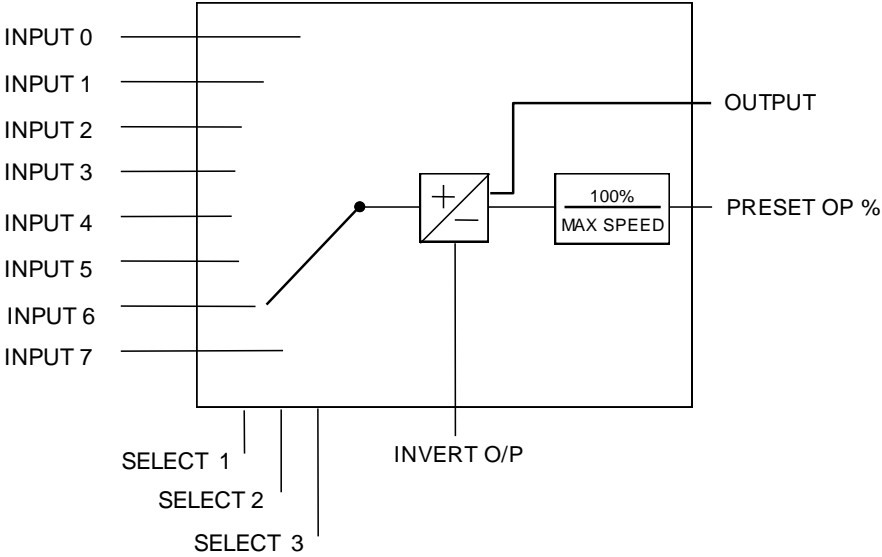 INPUT 0
INPUT 1
OUTPUT
INPUT 2
INPUT 3
100%
PRESET OP %
MAX SPEED
INPUT 4
INPUT 5
INPUT 6
INPUT 7
INVERT O/P
SELECT 1
SELECT 2
SELECT 3